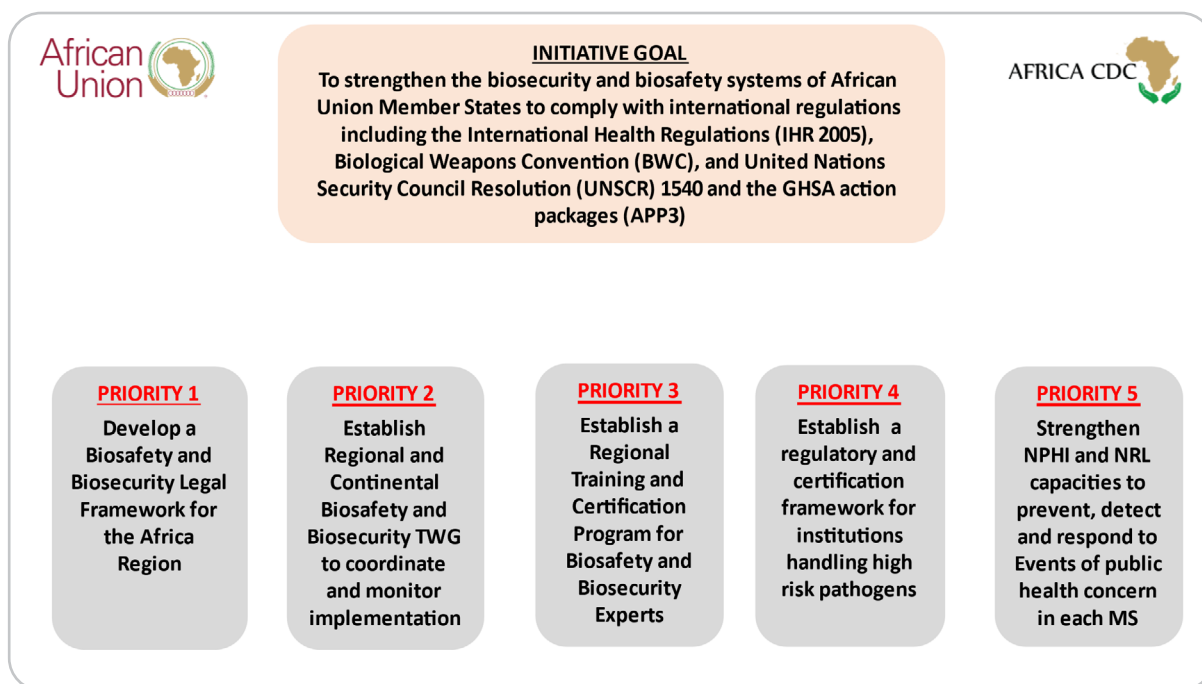 African
Union
INITIATIVE GOAL
To strengthen the biosecurity and biosafety systems of African
Union Member States to comply with international regulations
including the International Health Regulations (IHR 2005),
Biological Weapons Convention (BWC), and United Nations
Security Council Resolution (UNSCR) 1540 and the GHSA action
packages (APP3)
AFRICA CDC
PRIORITY 1
Develop a
Biosafety and
Biosecurity Legal
Framework for
the Africa
Region
PRIORITY 2
Establish
Regional and
Continental
Biosafety and
Biosecurity TWG
to coordinate
and monitor
implementation
PRIORITY 3
Establish a
Regional
Training and
Certification
Program for
Biosafety and
Biosecurity
Experts
PRIORITY 4
Establish a
regulatory and
certification
framework for
institutions
handling high
risk pathogens
PRIORITY 5
Strengthen
NPHI and NRL
capacities to
prevent, detect
and respond to
Events of public
health concern
in each MS